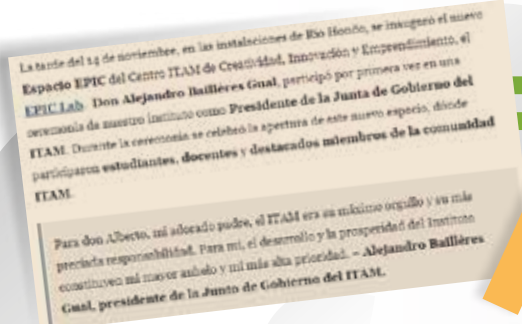 La tarde del 14 de noviembre, en las instalaciones de Río Hondo, se inauguró el nuevo
Espacio EPIC del Centro ITAM de Creatividad, Innovación y Emprendimiento, el
EPIC Lab. Don Alejandro Baillères Gual, participó por primera vez en una
ceremonia de nuestro instituto como Presidente de la Junta de Gobierno del
ITAM. Durante la ceremonia se celebró la apertura de este nuevo espacio, dónde
participaron estudiantes, docentes y destacados miembros de la comunidad
ITAM.
Para don Alberto, mi adorado padre, el ITAM era su máximo orgullo y su más
preciada responsabilidad. Para mí, el desarrollo y la prosperidad del Instituto
constituyen mi mayor anhelo y mi más alta prioridad. – Alejandro Baillères
Gual, presidente de la Junto de Gobierno del ITAM.